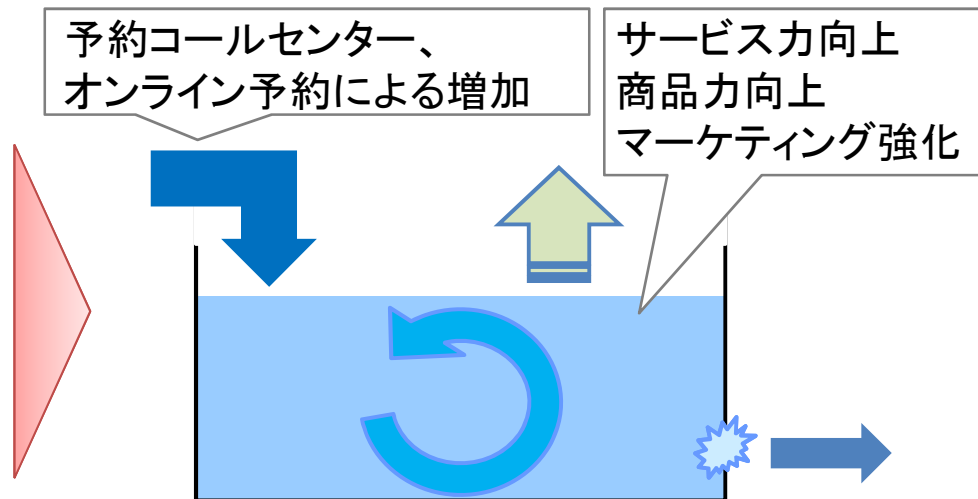 予約コールセンター、
オンライン予約による増加
サービス力向上
商品力向上
マーケティング強化